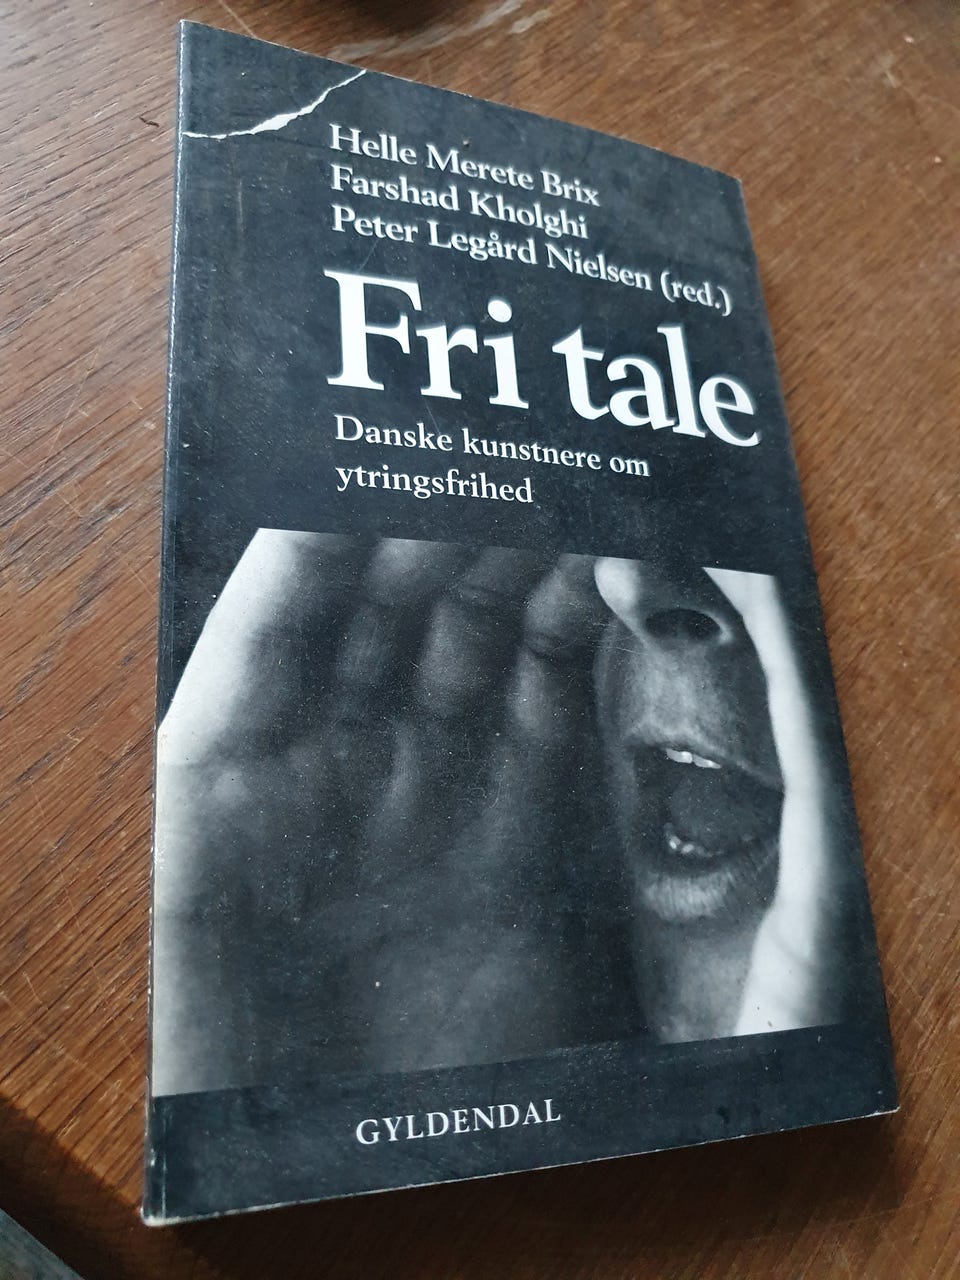 Helle Merete Brix
Farshad Kholghi
Peter Legård Nielsen (red.)
Fri tale
Danske kunstnere om
ytringsfrihed
GYLDENDAL